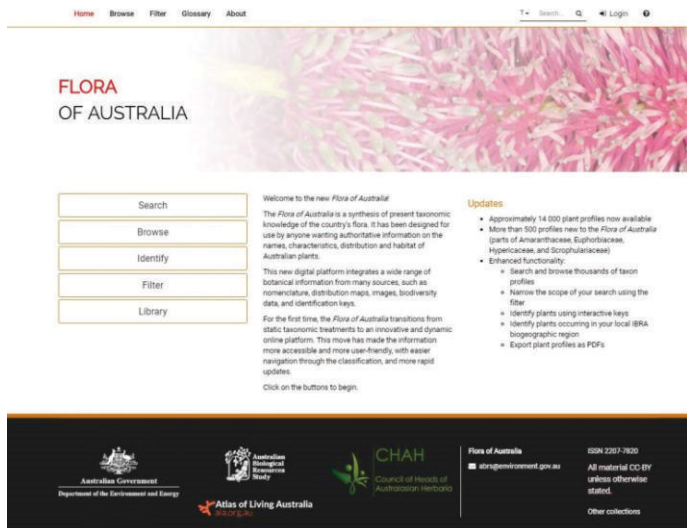 Home Browse Filter Glossary About
T Search... Login
FLORA
OF AUSTRALIA
Search
Browse
Identify
Filter
Library
Welcome to the new Flora of Australia!
The Flora of Australia is a synthesis of present taxonomic
knowledge of the country's flora. It has been designed for
use by anyone wanting authoritative information on the
names, characteristics, distribution and habitat of
Australian plants.
This new digital platform integrates a wide range of
botanical information from many sources, such as
nomenclature, distribution maps, images, biodiversity
data, and identification keys.
For the first time, the Flora of Australia transitions from
static taxonomic treatments to an innovative and dynamic
online platform. This move has made the information
more accessible and more user-friendly, with easier
navigation through the classification, and more rapid
updates.
Click on the buttons to begin.
Updates
Approximately 14 000 plant profiles now available
More than 500 profiles new to the Flora of Australia
(parts of Amaranthaceae, Euphorbiaceae,
Hypericaceae, and Scrophulariaceae)
Enhanced functionality:
Search and browse thousands of taxon
profiles
Narrow the scope of your search using the
filter
Identify plants using interactive keys
Identify plants occurring in your local IBRA
biogeographic region
Export plant profiles as PDFs
Australian Government
Department of the Environment and Energy
Australian
Biological
Resources
Study
Atlas of Living Australia
ala.org.au
CHAH
Council of Heads of
Australasian Herbaria
Flora of Australia
abrs@environment.gov.au
ISSN 2207-7820
All material CC-BY
unless otherwise
stated.
Other collections